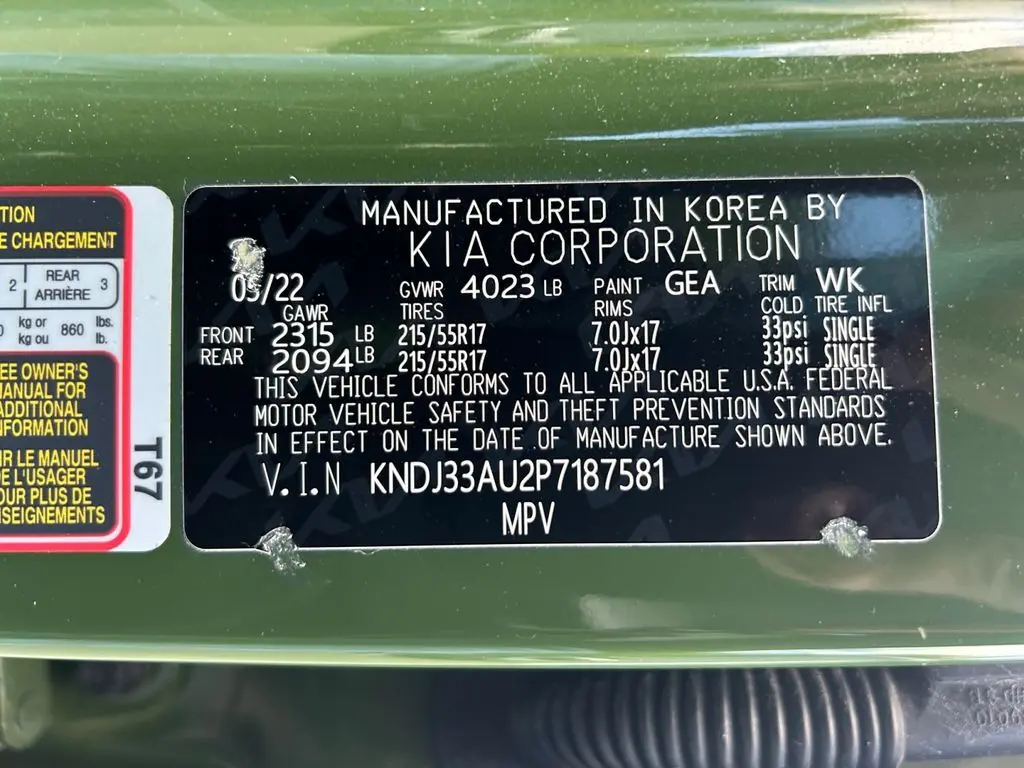 TION
E CHARGEMENT
2 REAR 3
ARRIÈRE
kg or 860 lbs.
kg ou lb.
EE OWNER'S
MANUAL FOR
ADDITIONAL
NFORMATION
IR LE MANUEL
E L'USAGER
OUR PLUS DE
SEIGNEMENTS
T67
MANUFACTURED IN KOREA BY
KIA CORPORATION
05/22 GVWR 4023 LB PAINT GEA TRIM WK
GAWR TIRES RIMS COLD TIRE INFL
FRONT 2315 LB 215/55R17 7.0Jx17 33psi SINGLE
REAR 2094 LB 215/55R17 7.0Jx17 33psi SINGLE
THIS VEHICLE CONFORMS TO ALL APPLICABLE U.S.A. FEDERAL
MOTOR VEHICLE SAFETY AND THEFT PREVENTION STANDARDS
IN EFFECT ON THE DATE OF MANUFACTURE SHOWN ABOVE.
V.I.N KNDJ33AU2P7187581
MPV